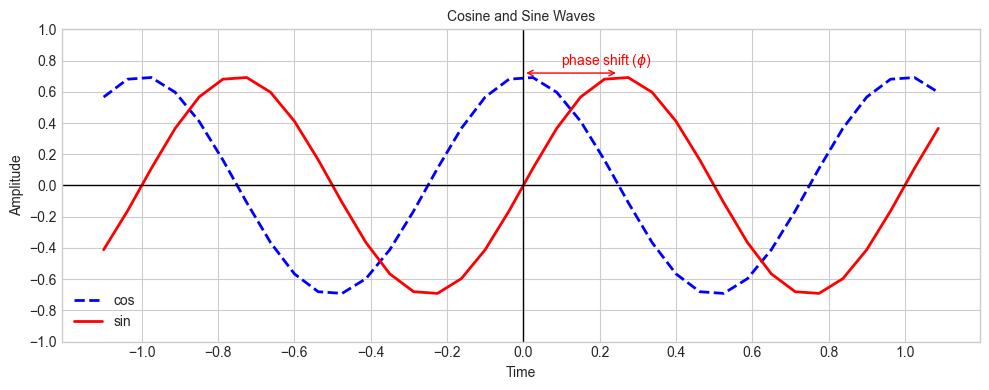 Cosine and Sine Waves
1.0
0.8
0.6
0.4
0.2
0.0
−0.2
−0.4
−0.6
−0.8
−1.0
Amplitude
phase shift (ϕ)
cos
sin
−1.0 −0.8 −0.6 −0.4 −0.2 0.0 0.2 0.4 0.6 0.8 1.0
Time